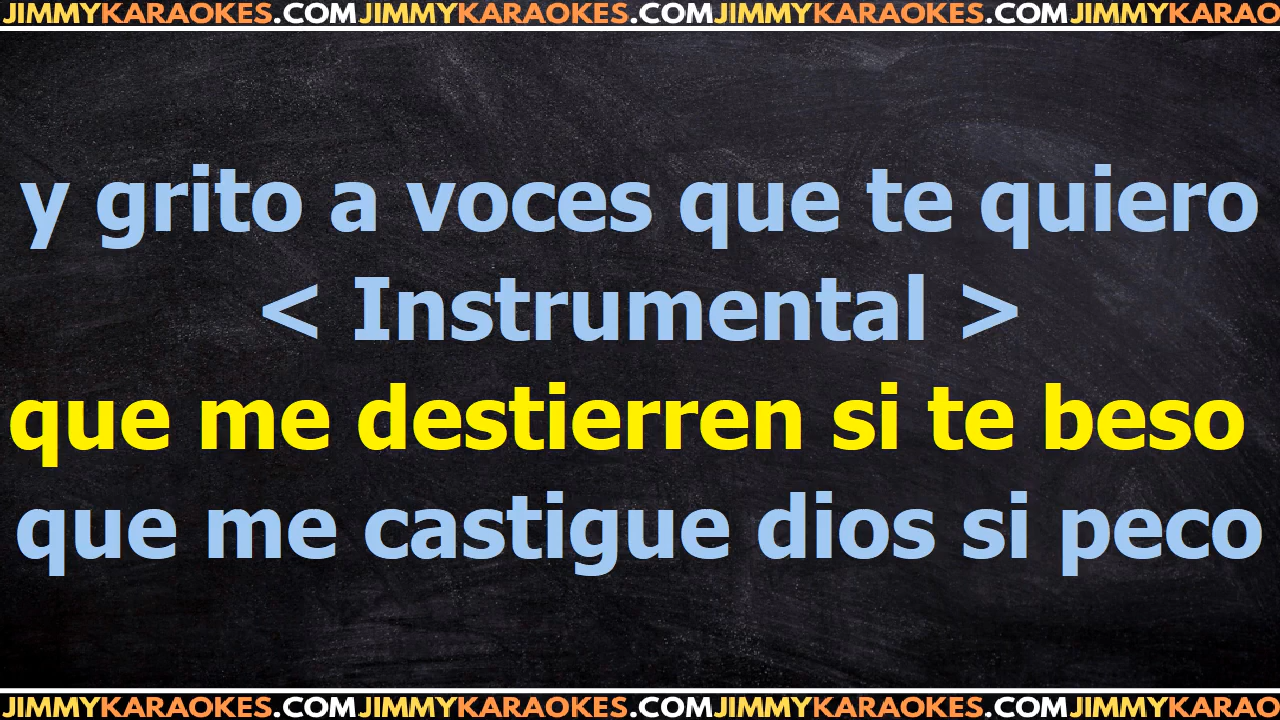 JIMMYKARAOKES.COMJIMMYKARAOKES.COMJIMMYKARAOKES.COMJIMMYKARAO
y grito a voces que te quiero
< Instrumental >
que me destierren si te beso
que me castigue dios si peco
JIMMYKARAOKES.COMJIMMYKARAOKES.COMJIMMYKARAOKES.COMJIMMYKARAO